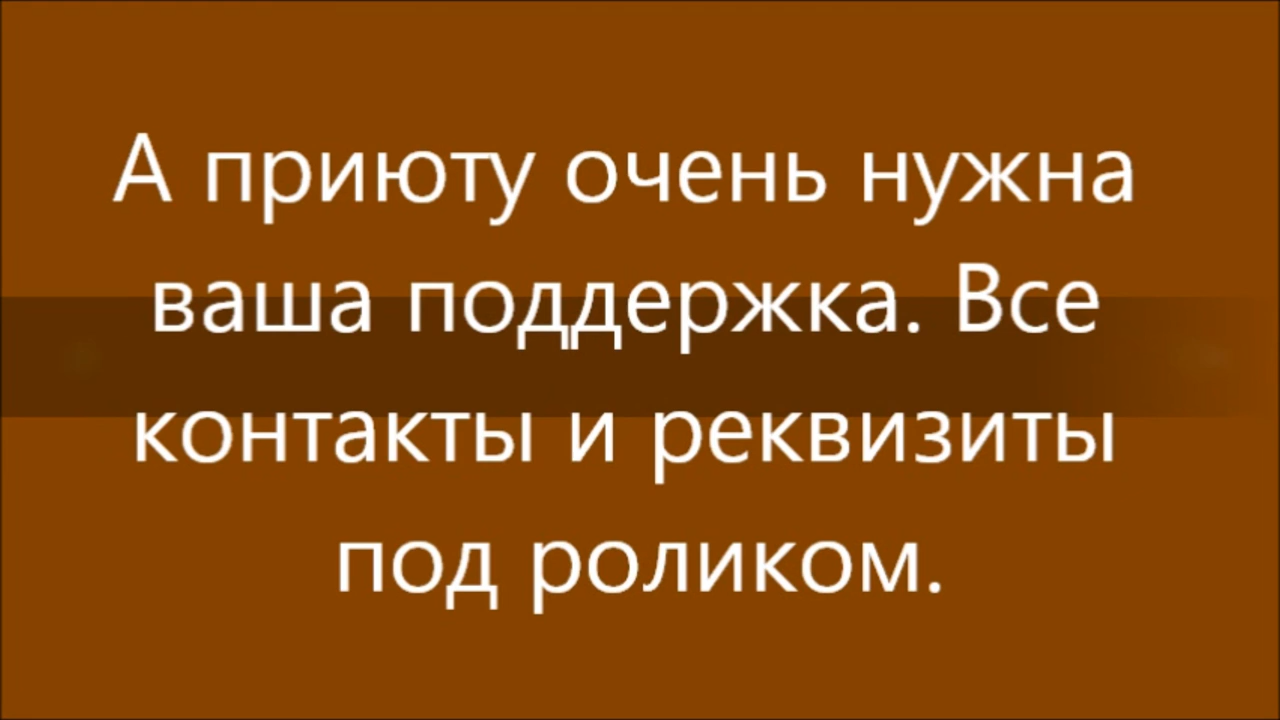 А приюту очень нужна
ваша поддержка. Все
контакты и реквизиты
под роликом.